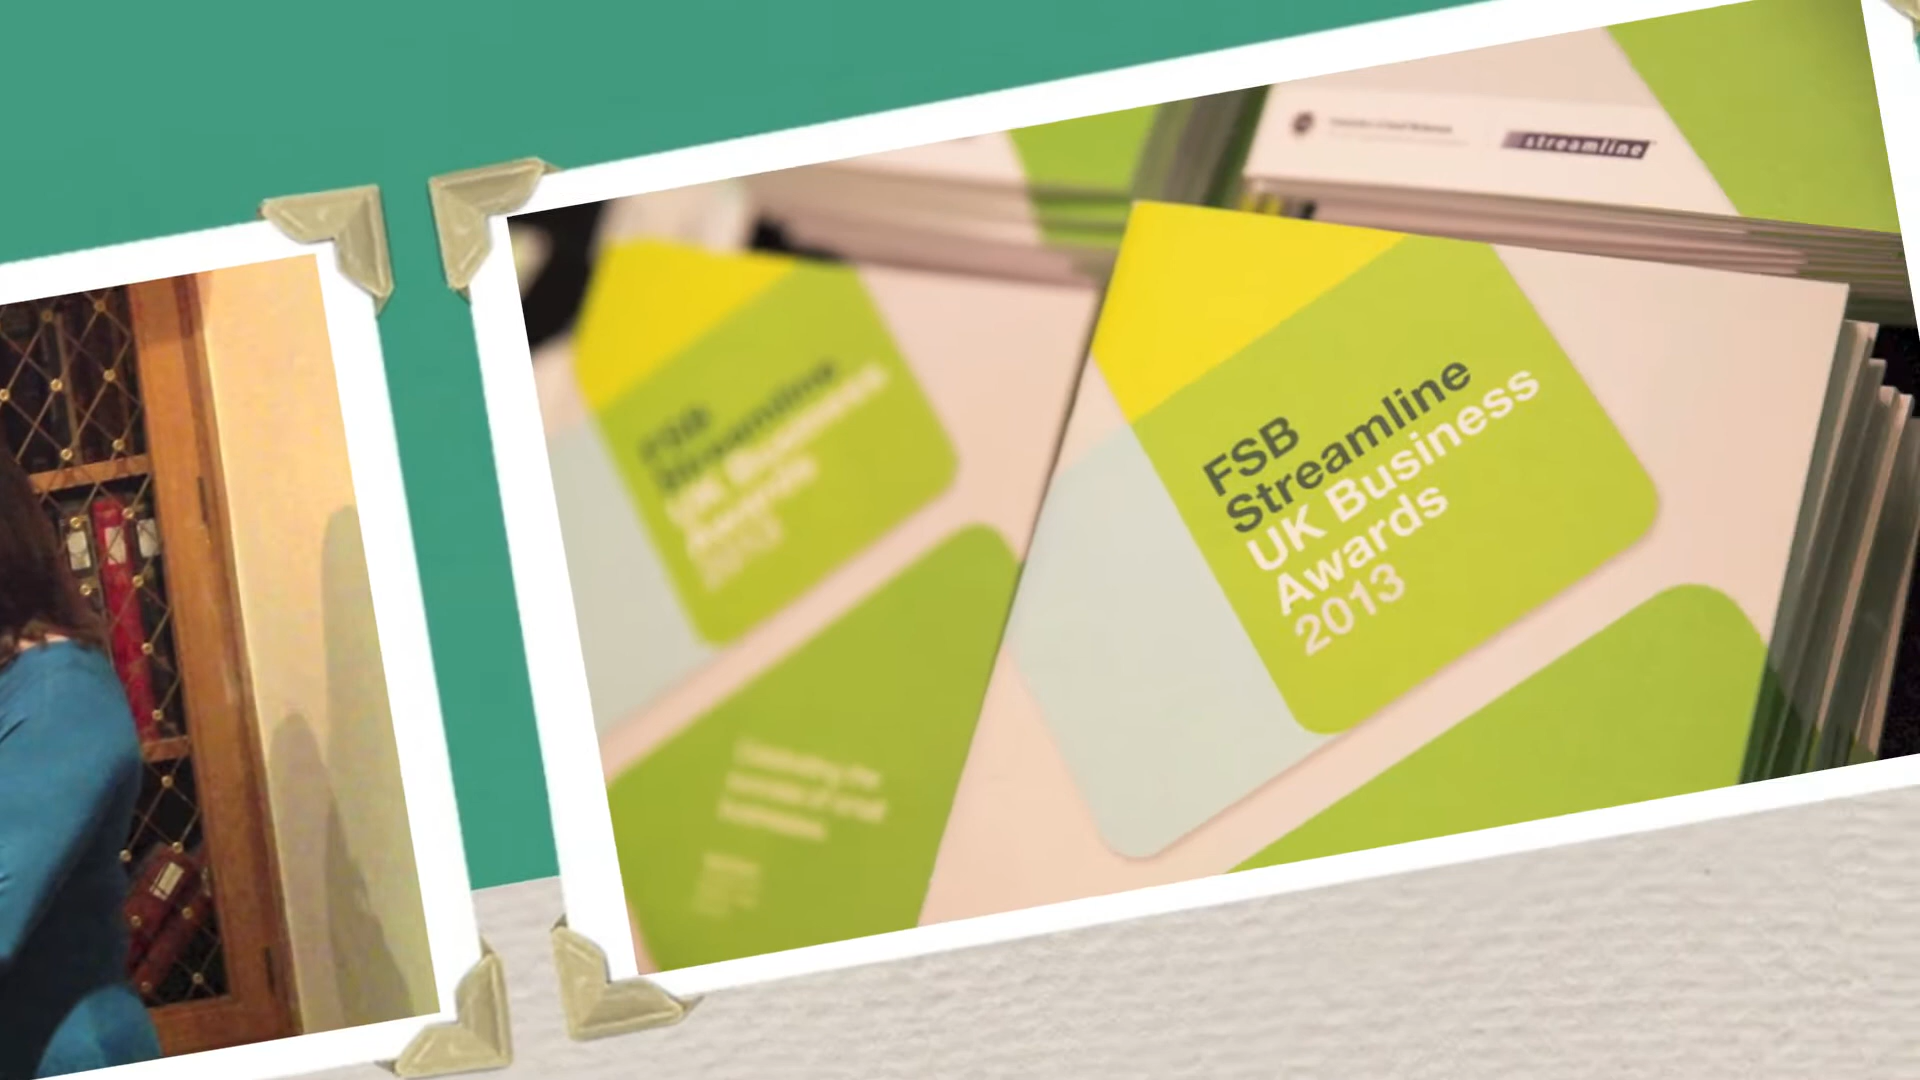 streamline
FSB
Streamline
UK Business
Awards
2013
FSB
Streamline
UK Business
Awards
2013